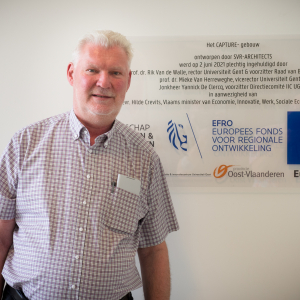 Het CAPTURE- gebouw
ontworpen door SVR-ARCHITECTS
werd op 2 juni 2021 plechtig ingehuldigd door
prof. dr. Rik Van de Walle, rector Universiteit Gent & voorzitter Raad van B
prof. dr. Mieke Van Herreweghe, vicerector Universiteit Gent
Jonkheer Yannick De Clercq, voorzitter Directiecomité IIC UG
in aanwezigheid van
Hilde Crevits, Vlaams minister van Economie, Innovatie, Werk, Sociale Ec
SCHAP
EN &
EFRO
EUROPEES FONDS
VOOR REGIONALE
ONTWIKKELING
Oost-Vlaanderen